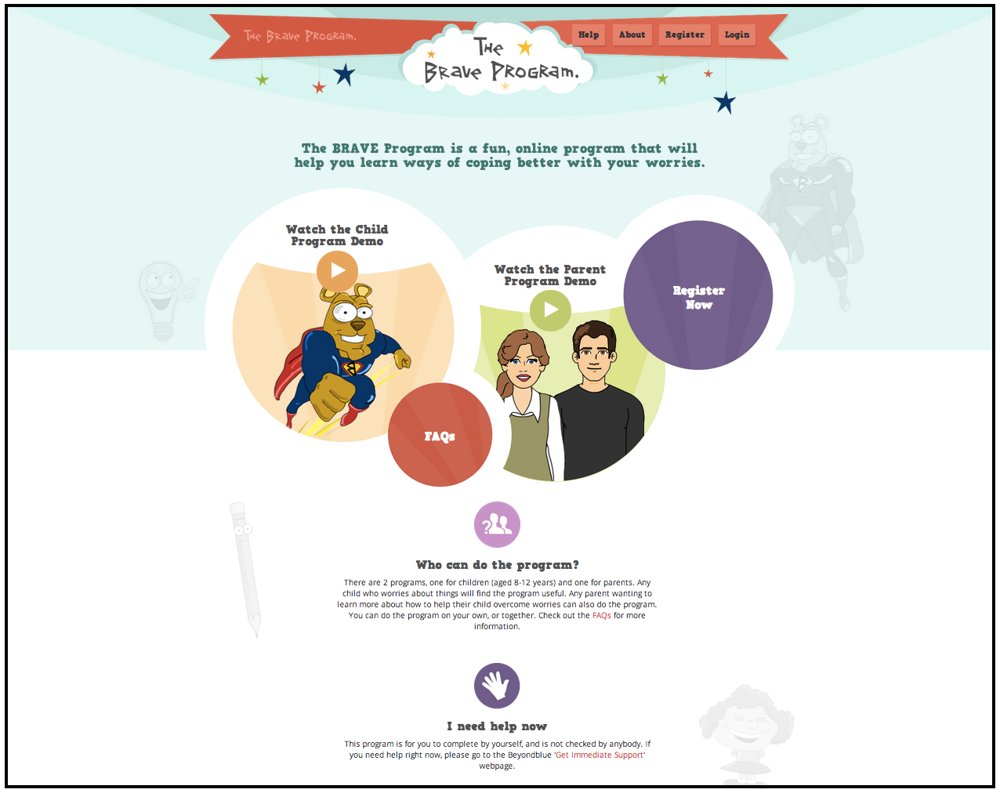 The Brave Program.
The
Brave Program.
Help
About
Register
Login
The BRAVE Program is a fun, online program that will
help you learn ways of coping better with your worries.
Watch the Child
Program Demo
Watch the Parent
Program Demo
Register
Now
B
B
FAQs
?
Who can do the program?
There are 2 programs, one for children (aged 8-12 years) and one for parents. Any
child who worries about things will find the program useful. Any parent wanting to
learn more about how to help their child overcome worries can also do the program.
You can do the program on your own, or together. Check out the FAQs for more
information.
I need help now
This program is for you to complete by yourself, and is not checked by anybody. If
you need help right now, please go to the Beyondblue 'Get Immediate Support'
webpage.